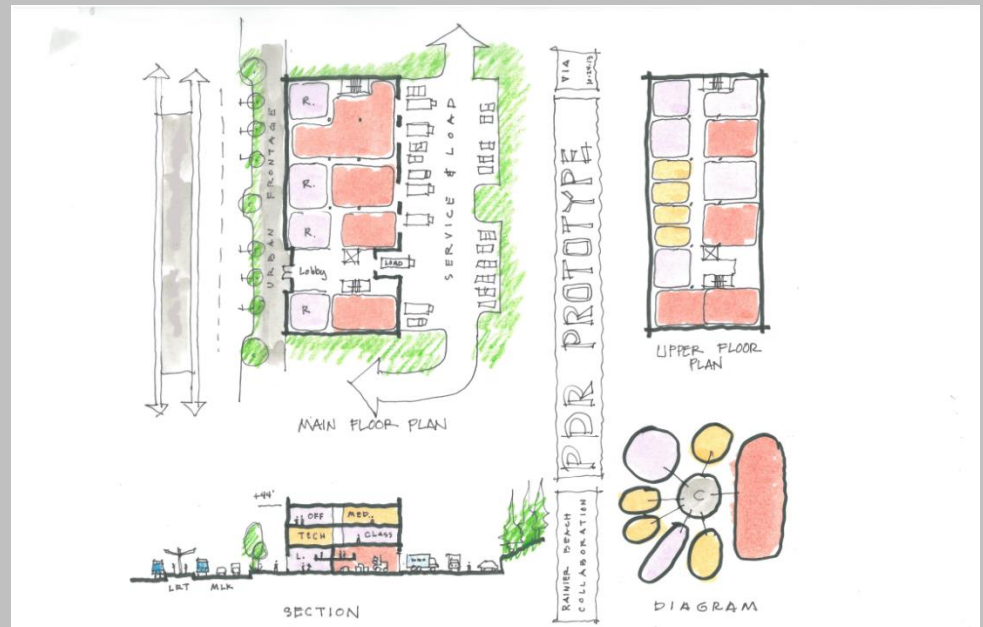 URBAN FRONTAGE
R.
R.
R.
Lobby
R.
LOAD
SERVICE & LOAD
MAIN FLOOR PLAN
VIA
PDR PROTOTYPE
RAINIER BEACH
COLLABORATION
UPPER FLOOR
PLAN
+44'
OFF
MED.
TECH
CLASS
L.
LRT
MLK
SECTION
C
DIAGRAM